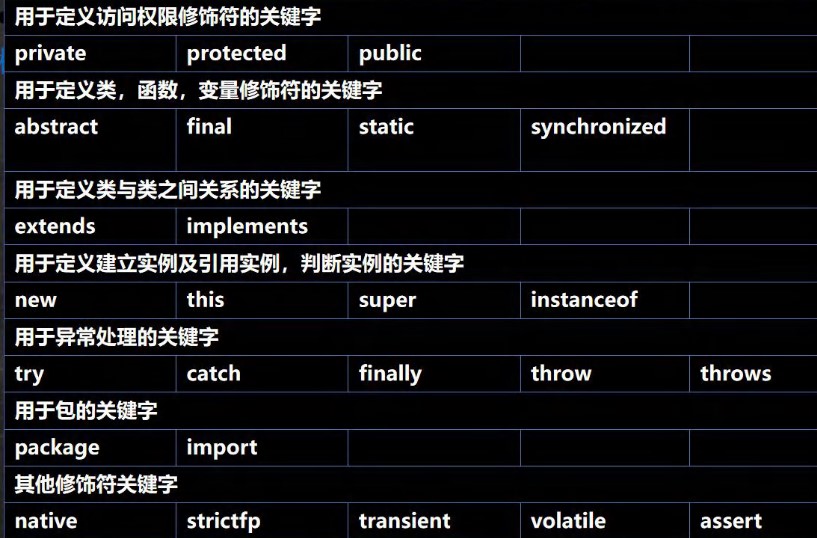 用于定义访问权限修饰符的关键字
private protected public
用于定义类，函数，变量修饰符的关键字
abstract final static synchronized
用于定义类与类之间关系的关键字
extends implements
用于定义建立实例及引用实例，判断实例的关键字
new this super instanceof
用于异常处理的关键字
try catch finally throw throws
用于包的关键字
package import
其他修饰符关键字
native strictfp transient volatile assert